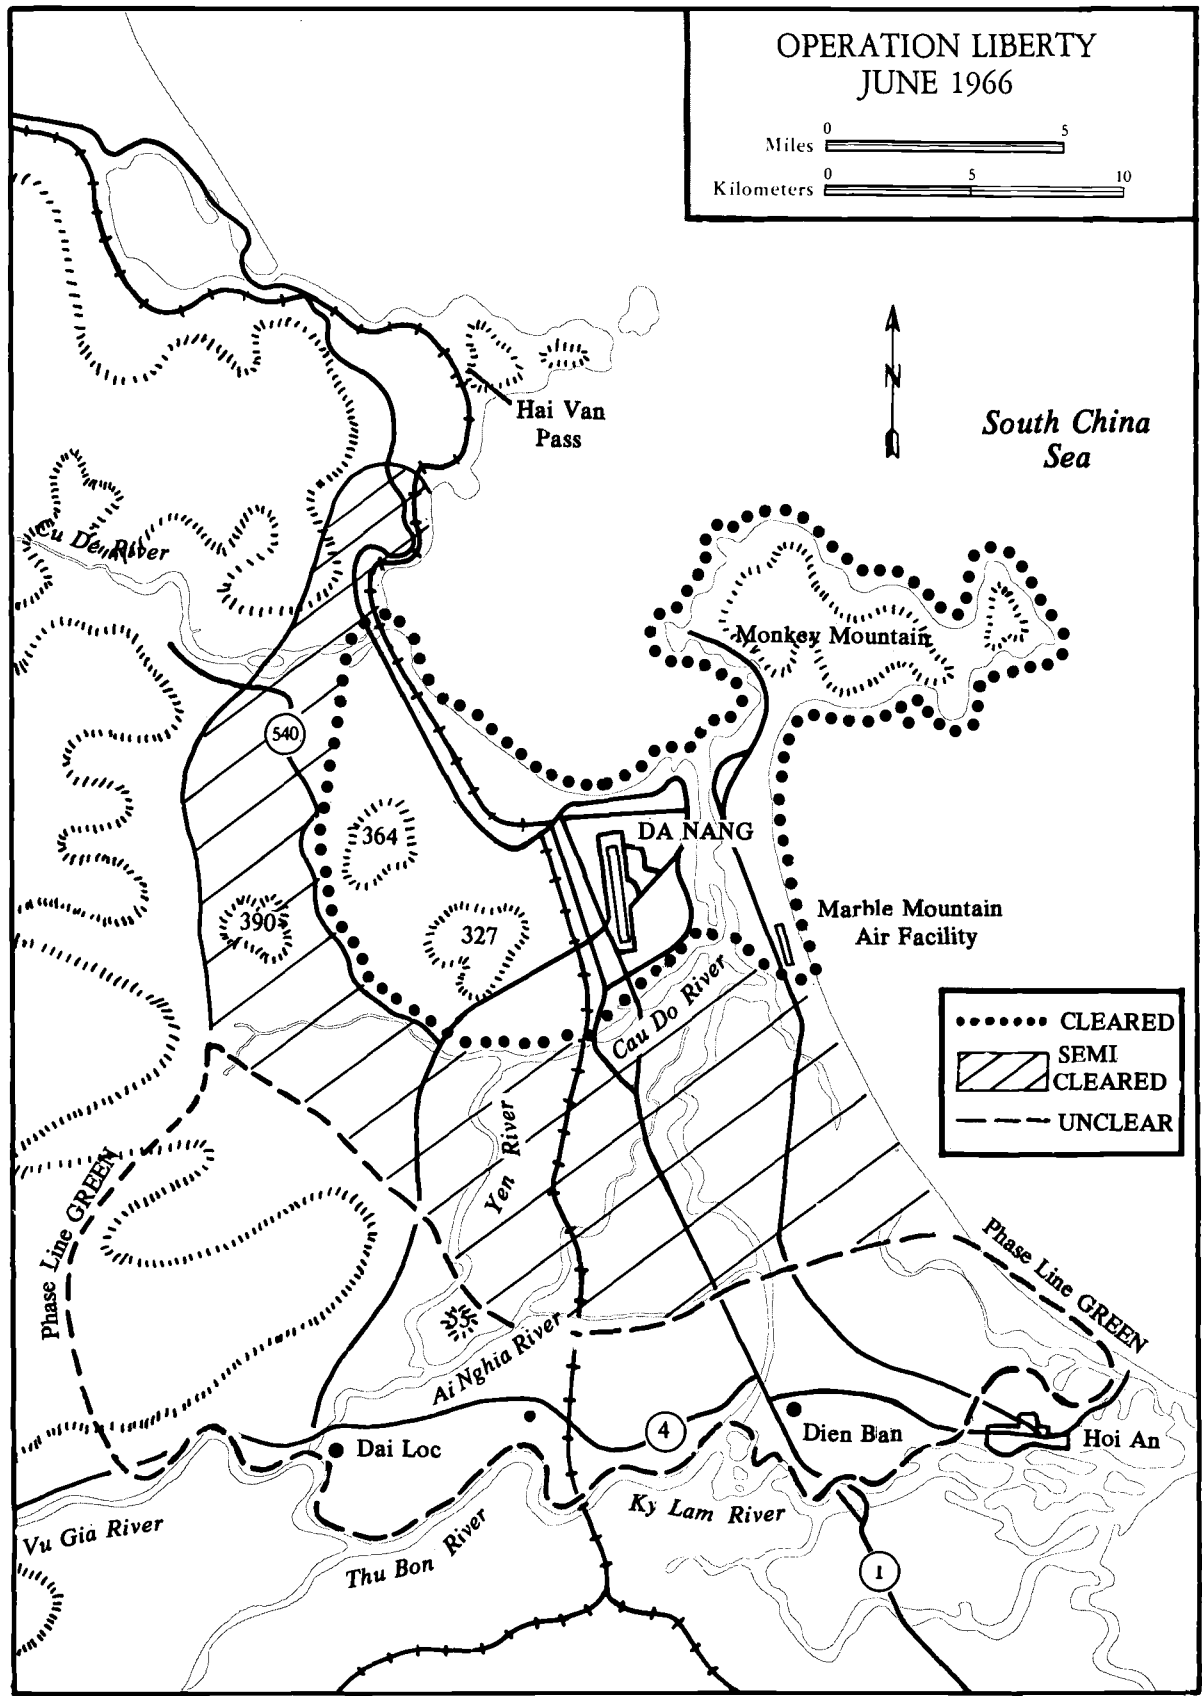 OPERATION LIBERTY
JUNE 1966
0 5
Miles
0 5 10
Kilometers
N
Hai Van
Pass
South China
Sea
Cu De River
Monkey Mountain
540
364
DA NANG
390
327
Marble Mountain
Air Facility
Cau Do River
CLEARED
SEMI
CLEARED
UNCLEAR
Yen River
Phase Line GREEN
Phase Line GREEN
55
Ai Nghia River
4
Dai Loc
Dien Ban
Hoi An
Ky Lam River
Vu Gia River
Thu Bon River
1